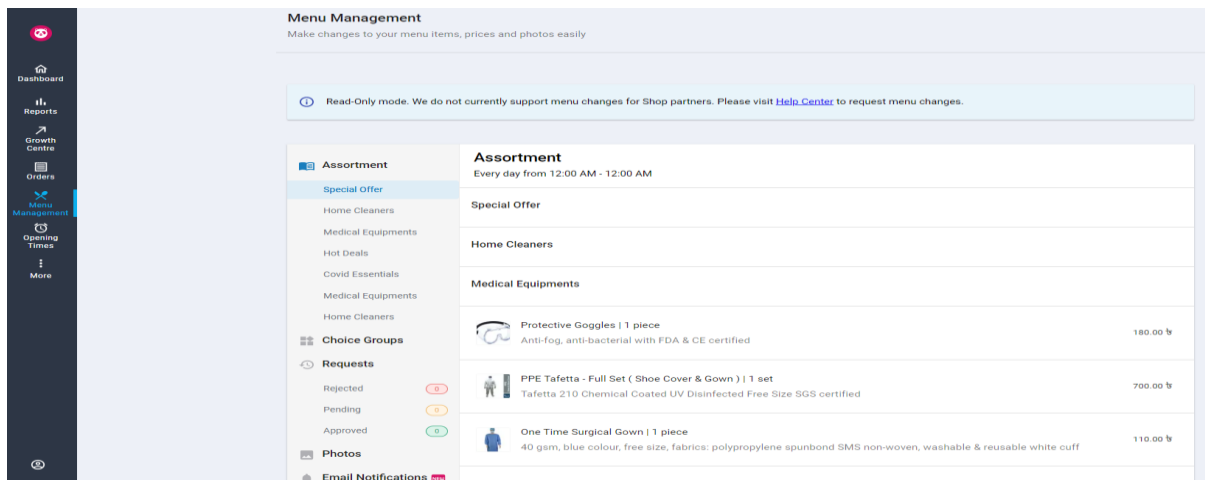 Menu Management
Make changes to your menu items, prices and photos easily
Dashboard
Reports
Growth
Centre
Orders
Menu
Management
Opening
Times
More
Read-Only mode. We do not currently support menu changes for Shop partners. Please visit Help Center to request menu changes.
Assortment
Special Offer
Home Cleaners
Medical Equipments
Hot Deals
Covid Essentials
Medical Equipments
Home Cleaners
Choice Groups
Requests
Rejected 0
Pending 0
Approved 0
Photos
Email Notifications
Assortment
Every day from 12:00 AM - 12:00 AM
Special Offer
Home Cleaners
Medical Equipments
Protective Goggles | 1 piece
Anti-fog, anti-bacterial with FDA & CE certified
180.00 ৳
PPE Tafetta - Full Set ( Shoe Cover & Gown ) | 1 set
Tafetta 210 Chemical Coated UV Disinfected Free Size SGS certified
700.00 ৳
One Time Surgical Gown | 1 piece
40 gsm, blue colour, free size, fabrics: polypropylene spunbond SMS non-woven, washable & reusable white cuff
110.00 ৳